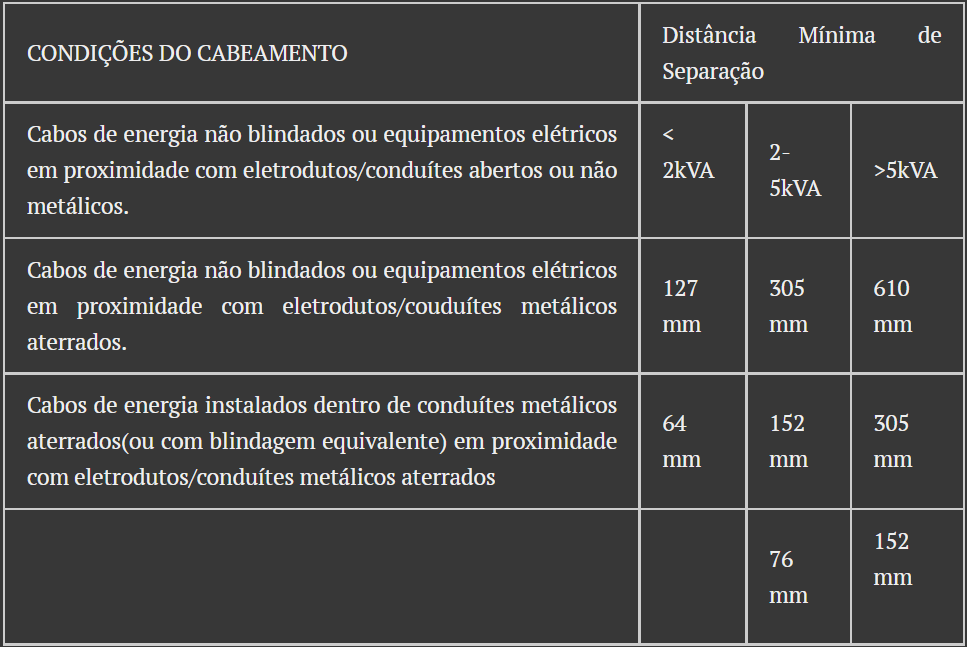 CONDIÇÕES DO CABEAMENTO
Distância Mínima de
Separação
Cabos de energia não blindados ou equipamentos elétricos
em proximidade com eletrodutos/conduítes abertos ou não
metálicos.
<
2kVA
2-
5kVA
>5kVA
Cabos de energia não blindados ou equipamentos elétricos
em proximidade com eletrodutos/couduítes metálicos
aterrados.
127
mm
305
mm
610
mm
Cabos de energia instalados dentro de conduítes metálicos
aterrados(ou com blindagem equivalente) em proximidade
com eletrodutos/conduítes metálicos aterrados
64
mm
152
mm
305
mm
76
mm
152
mm